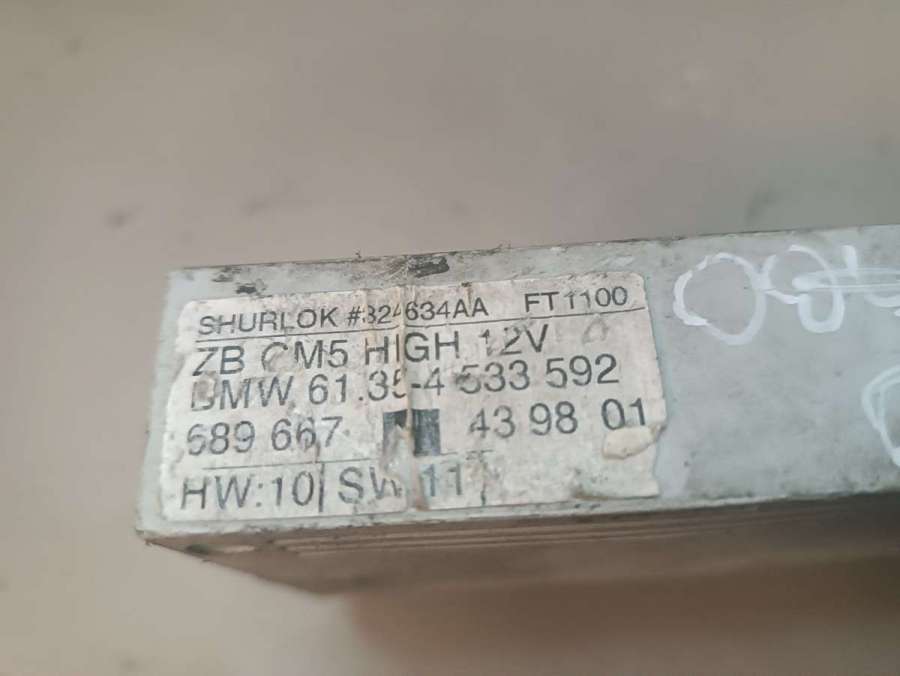 SHURLOK #324634AA FT1100
ZB CM5 HIGH 12V
BMW 61.35-4 533 592
689 667 43 98 01
HW:10 SW 11